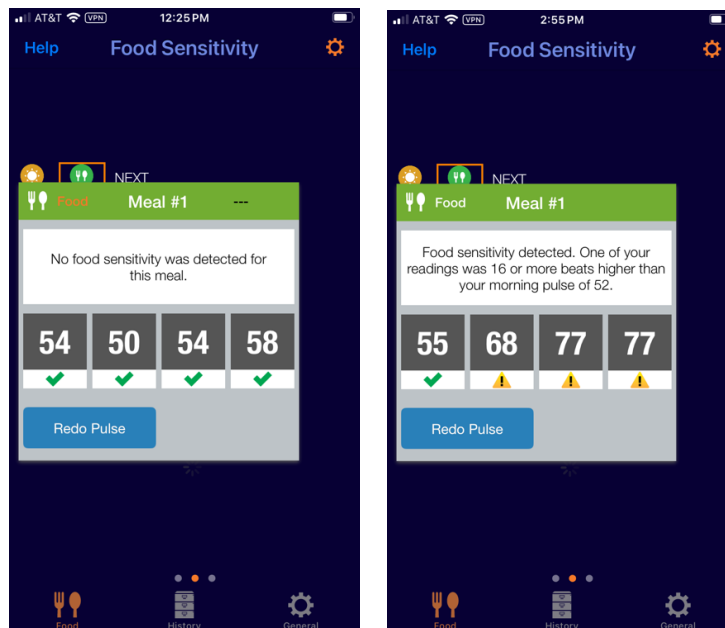 AT&T VPN 12:25 PM
Help Food Sensitivity
NEXT
Food Meal #1 ---
No food sensitivity was detected for
this meal.
54 50 54 58
Redo Pulse
Food History General
AT&T VPN 2:55 PM
Help Food Sensitivity
NEXT
Food Meal #1
Food sensitivity detected. One of your
readings was 16 or more beats higher than
your morning pulse of 52.
55 68 77 77
Redo Pulse
Food History General